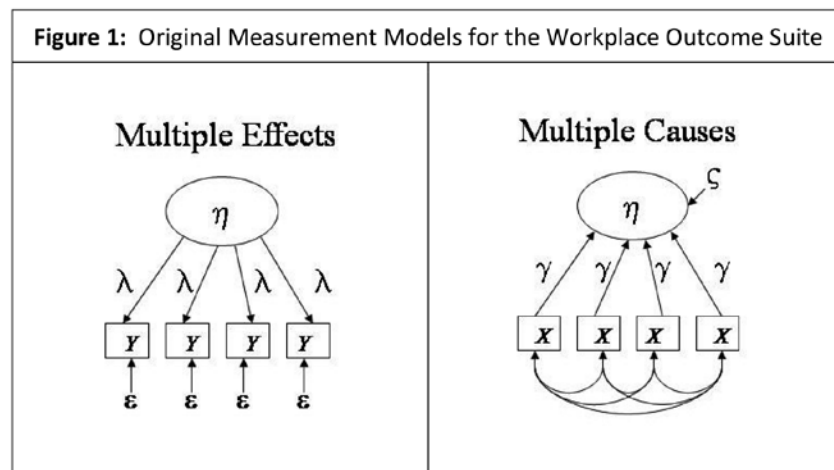 Figure 1: Original Measurement Models for the Workplace Outcome Suite
Multiple Effects
η
λ λ λ λ
Y Y Y Y
ε ε ε ε
Multiple Causes
ς
η
γ γ γ γ
X X X X